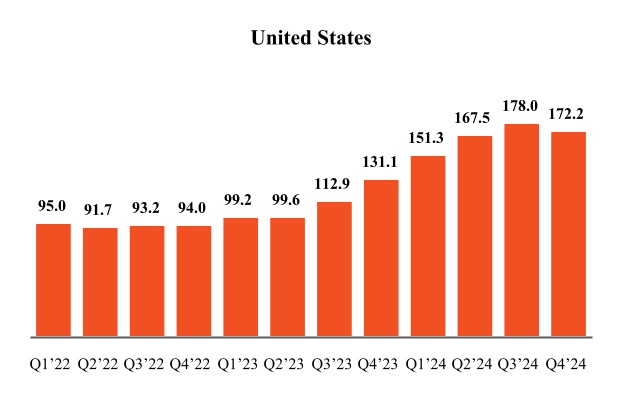 United States
95.0 91.7 93.2 94.0 99.2 99.6 112.9 131.1 151.3 167.5 178.0 172.2
Q1’22 Q2’22 Q3’22 Q4’22 Q1’23 Q2’23 Q3’23 Q4’23 Q1’24 Q2’24 Q3’24 Q4’24